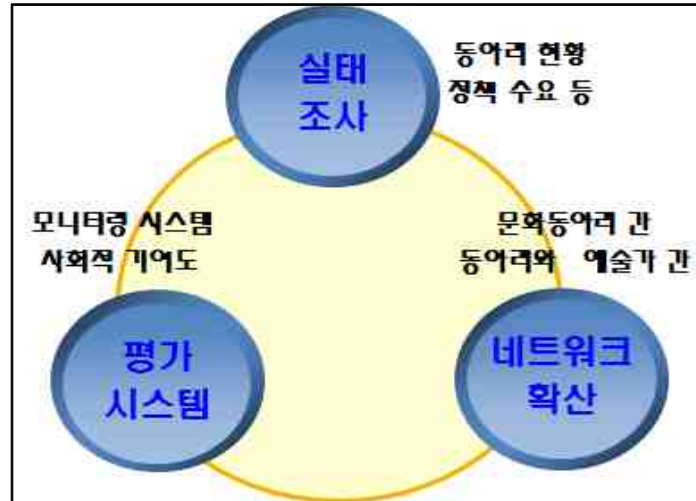 실태
조사
동아리 현황
정책 수요 등
모니터링 시스템
사회적 기여도
문화동아리 간
동아리와 예술가 간
평가
시스템
네트워크
확산